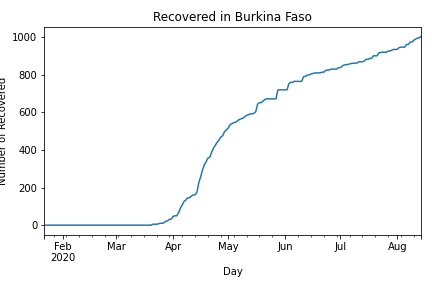 Recovered in Burkina Faso
Number of Recovered
1000
800
600
400
200
0
Feb Mar Apr May Jun Jul Aug
2020
Day